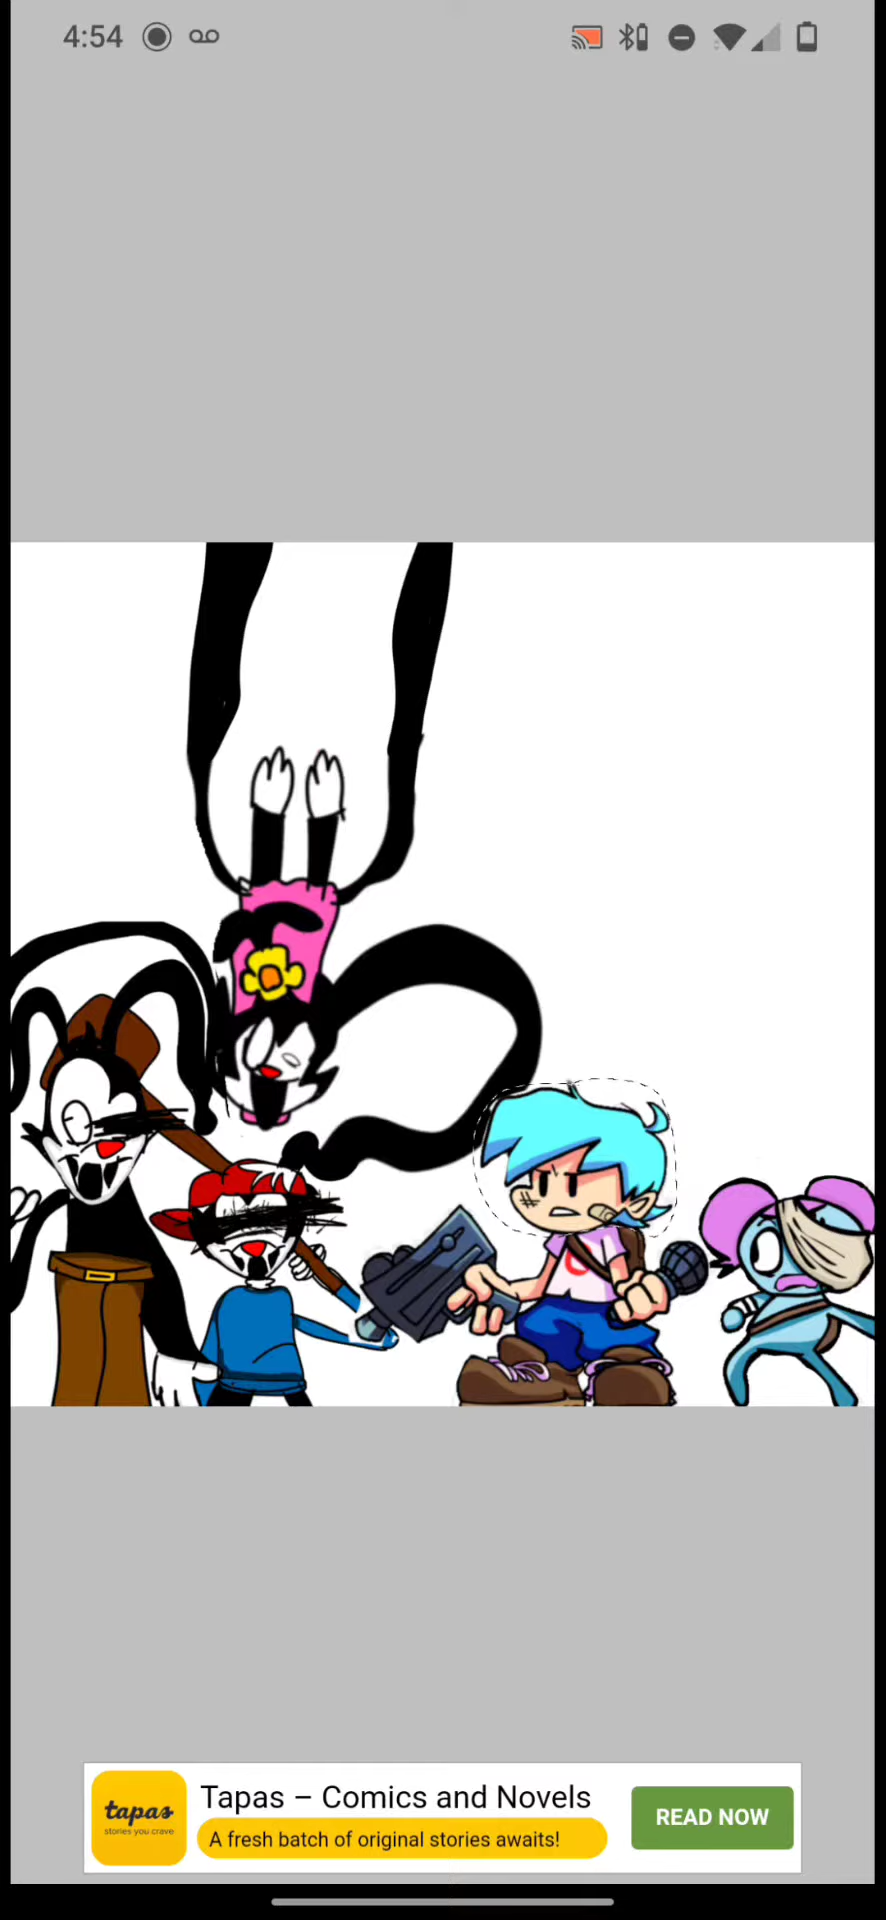 4:54
Tapas – Comics and Novels
tapas
stories you crave
A fresh batch of original stories awaits!
READ NOW